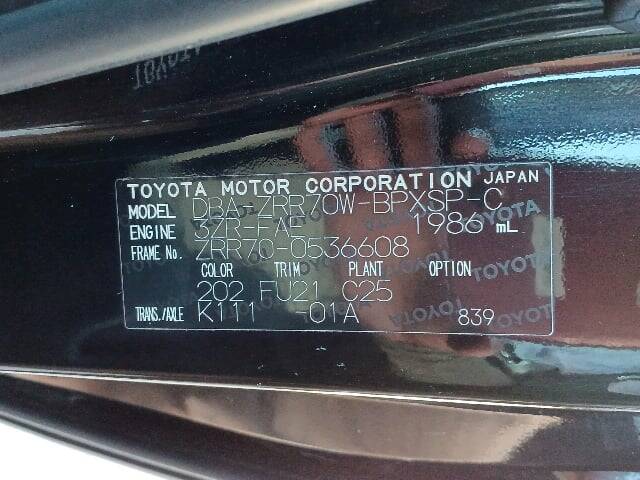 TOYOTA MOTOR CORPORATION JAPAN
MODEL DBA-ZRR70W-BPXSP-C
ENGINE 3ZR-FAE 1986 mL
FRAME No. ZRR70-0536608
COLOR TRIM PLANT OPTION
202 FU21 C25
TRANS./AXLE K111 -01A 839